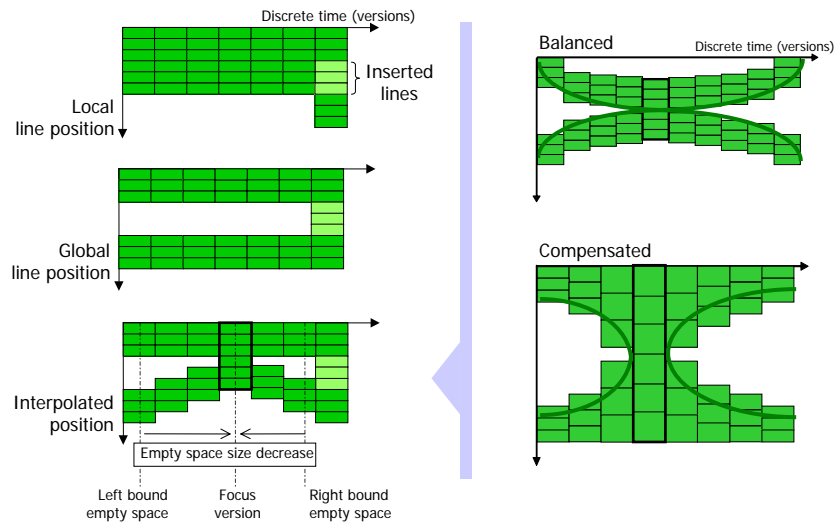 Discrete time (versions)
Inserted
lines
Local
line position
Global
line position
Interpolated
position
Empty space size decrease
Left bound
empty space
Focus
version
Right bound
empty space
Balanced
Discrete time (versions)
Compensated